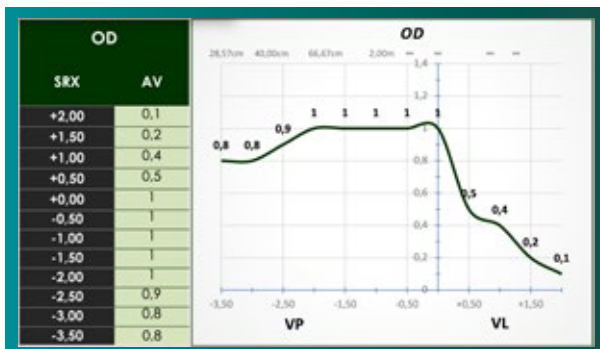 OD
SRX AV
+2,00 0,1
+1,50 0,2
+1,00 0,4
+0,50 0,5
+0,00 1
-0,50 1
-1,00 1
-1,50 1
-2,00 1
-2,50 0,9
-3,00 0,8
-3,50 0,8
OD
28,57cm 40,00cm 66,67cm 2,00m ∞ ∞ ∞ ∞
1,4
1,2
1
0,8
0,6
0,4
0,2
0
0,8 0,8 0,9 1 1 1 1 1 0,5 0,4 0,2 0,1
-3,50 -2,50 -1,50 -0,50 +0,50 +1,50
VP VL